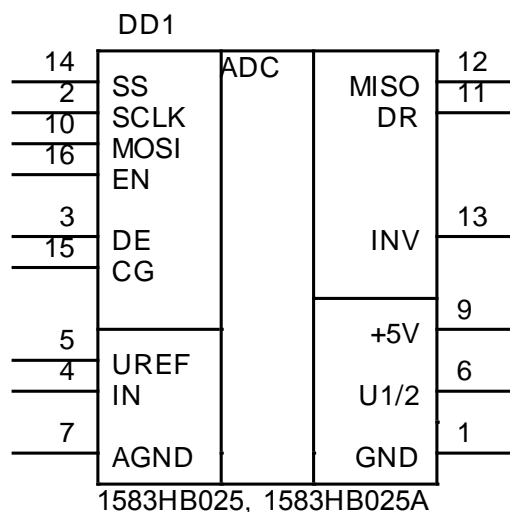 DD1
ADC
14 SS
2 SCLK
10 MOSI
16 EN
3 DE
15 CG
5 UREF
4 IN
7 AGND
MISO 12
DR 11
INV 13
+5V 9
U1/2 6
GND 1
1583HB025, 1583HB025A